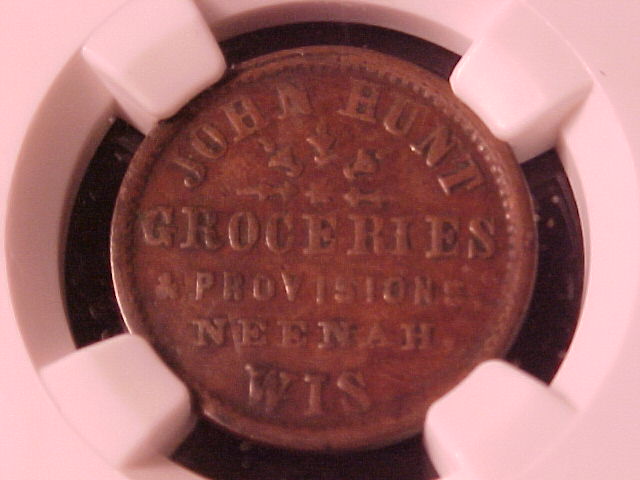 JOHN HUNT
GROCERIES
& PROVISIONS
NEENAH.
WIS